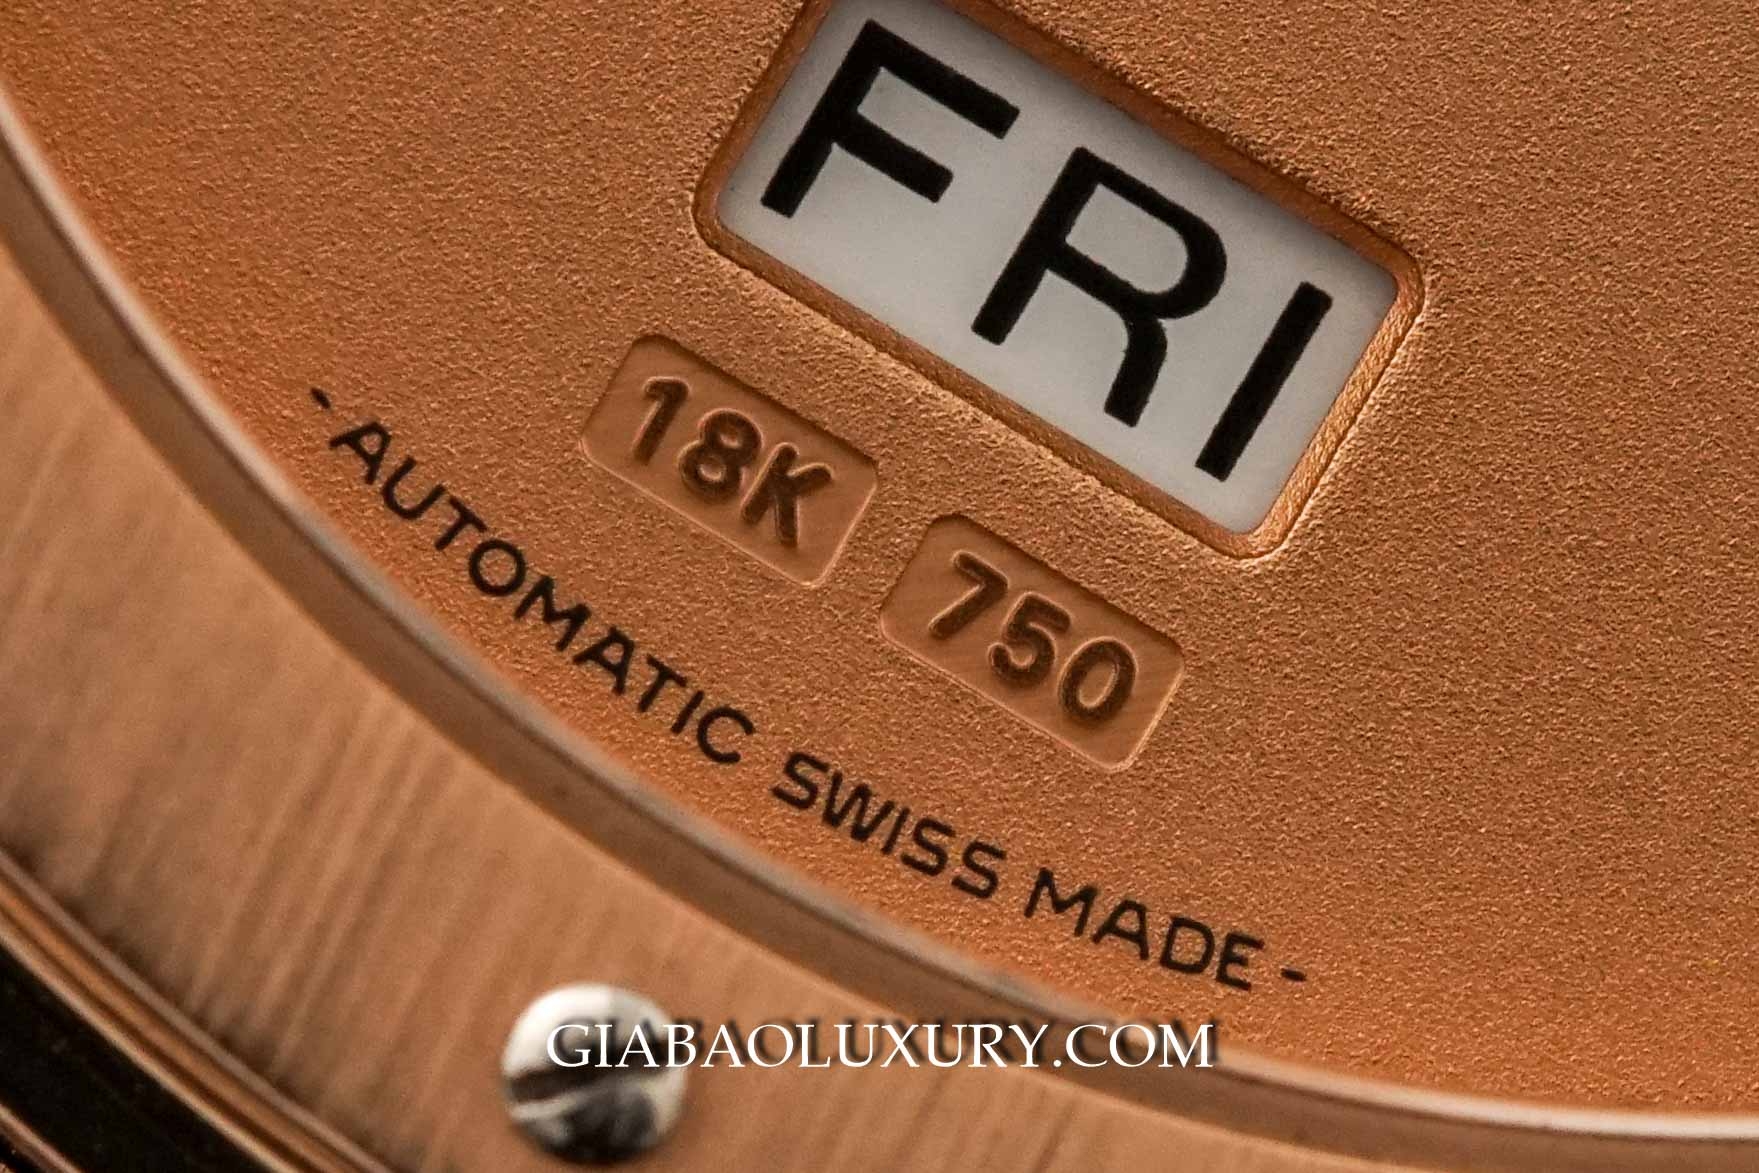 FRI
18K 750
-AUTOMATIC SWISS MADE-
GIABAOLUXURY.COM